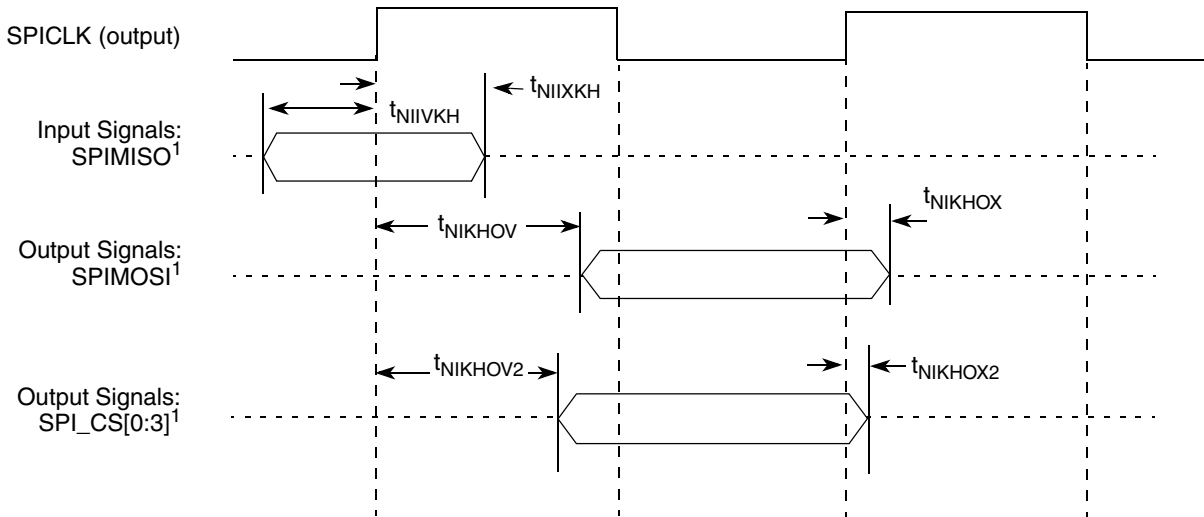 SPICLK (output)
tNIIXKH
tNIIVKH
Input Signals:
SPIMISO¹
tNIKHOX
tNIKHOV
Output Signals:
SPIMOSI¹
tNIKHOV2
tNIKHOX2
Output Signals:
SPI_CS[0:3]¹